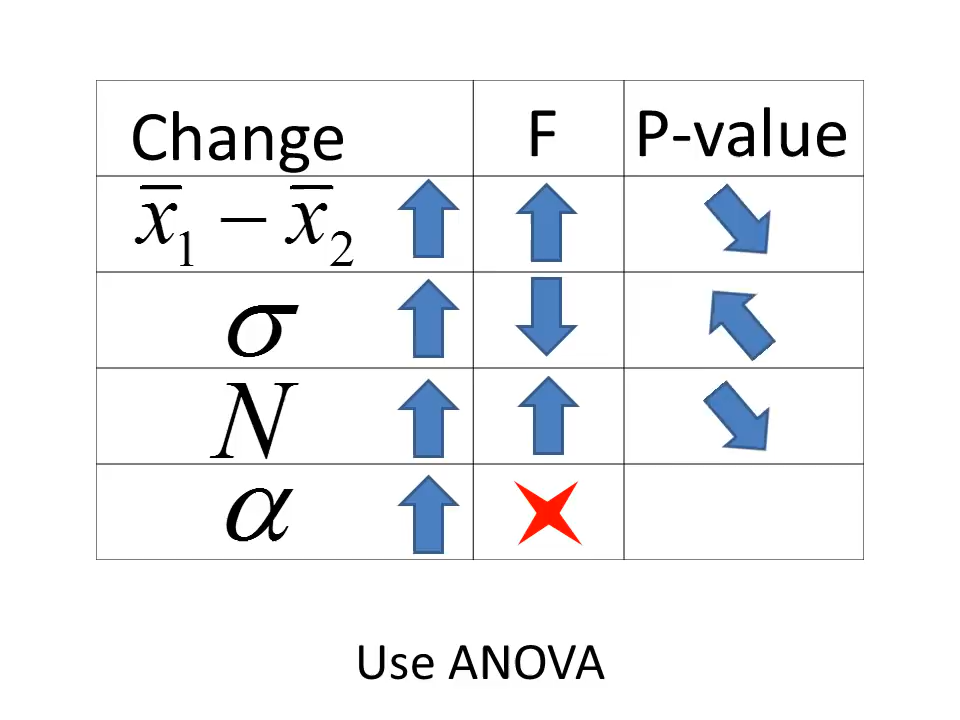 Change F P-value
x̄₁ − x̄₂
σ
N
α
Use ANOVA